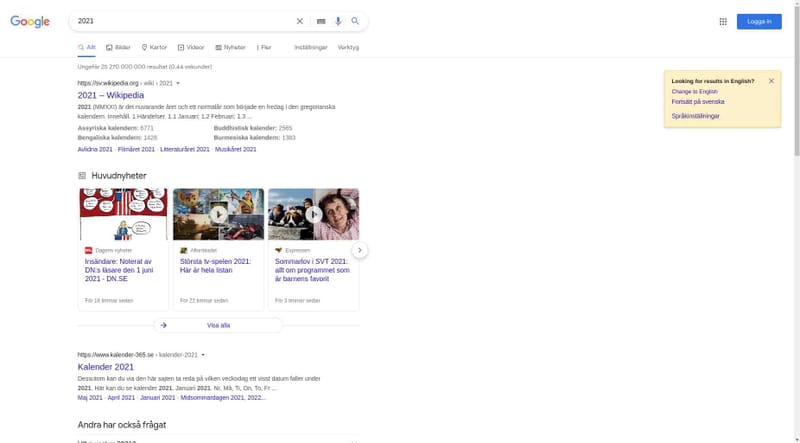 Google
2021
Logga in
Allt
Bilder
Kartor
Videor
Nyheter
Fler
Inställningar
Verktyg
Ungefär 25 270 000 000 resultat (0,44 sekunder)
https://sv.wikipedia.org › wiki › 2021
2021 – Wikipedia
2021 (MMXXI) är det nuvarande året och ett normalår som började en fredag i den gregorianska
kalendern. Innehåll. 1 Händelser. 1.1 Januari; 1.2 Februari; 1.3 ...
Assyriska kalendern: 6771
Buddhistisk kalender: 2565
Bengaliska kalendern: 1428
Burmesiska kalendern: 1383
Avlidna 2021 · Filmåret 2021 · Litteraturåret 2021 · Musikåret 2021
Looking for results in English?
Change to English
Fortsätt på svenska
Språkinställningar
Huvudnyheter
Dagens nyheter
Insändare: Noterat av
DN:s läsare den 1 juni
2021 - DN.SE
För 16 timmar sedan
Aftonbladet
Största tv-spelen 2021:
Här är hela listan
För 22 timmar sedan
Expressen
Sommarlov i SVT 2021:
allt om programmet som
är barnens favorit
För 3 timmar sedan
Visa alla
https://www.kalender-365.se › kalender-2021
Kalender 2021
Dessutom kan du via den här sajten ta reda på vilken veckodag ett visst datum faller under
2021. Här kan du se kalender 2021. Januari 2021. Nr, Må, Ti, On, To, Fr ...
Maj 2021 · April 2021 · Januari 2021 · Midsommardagen 2021, 2022...
Andra har också frågat